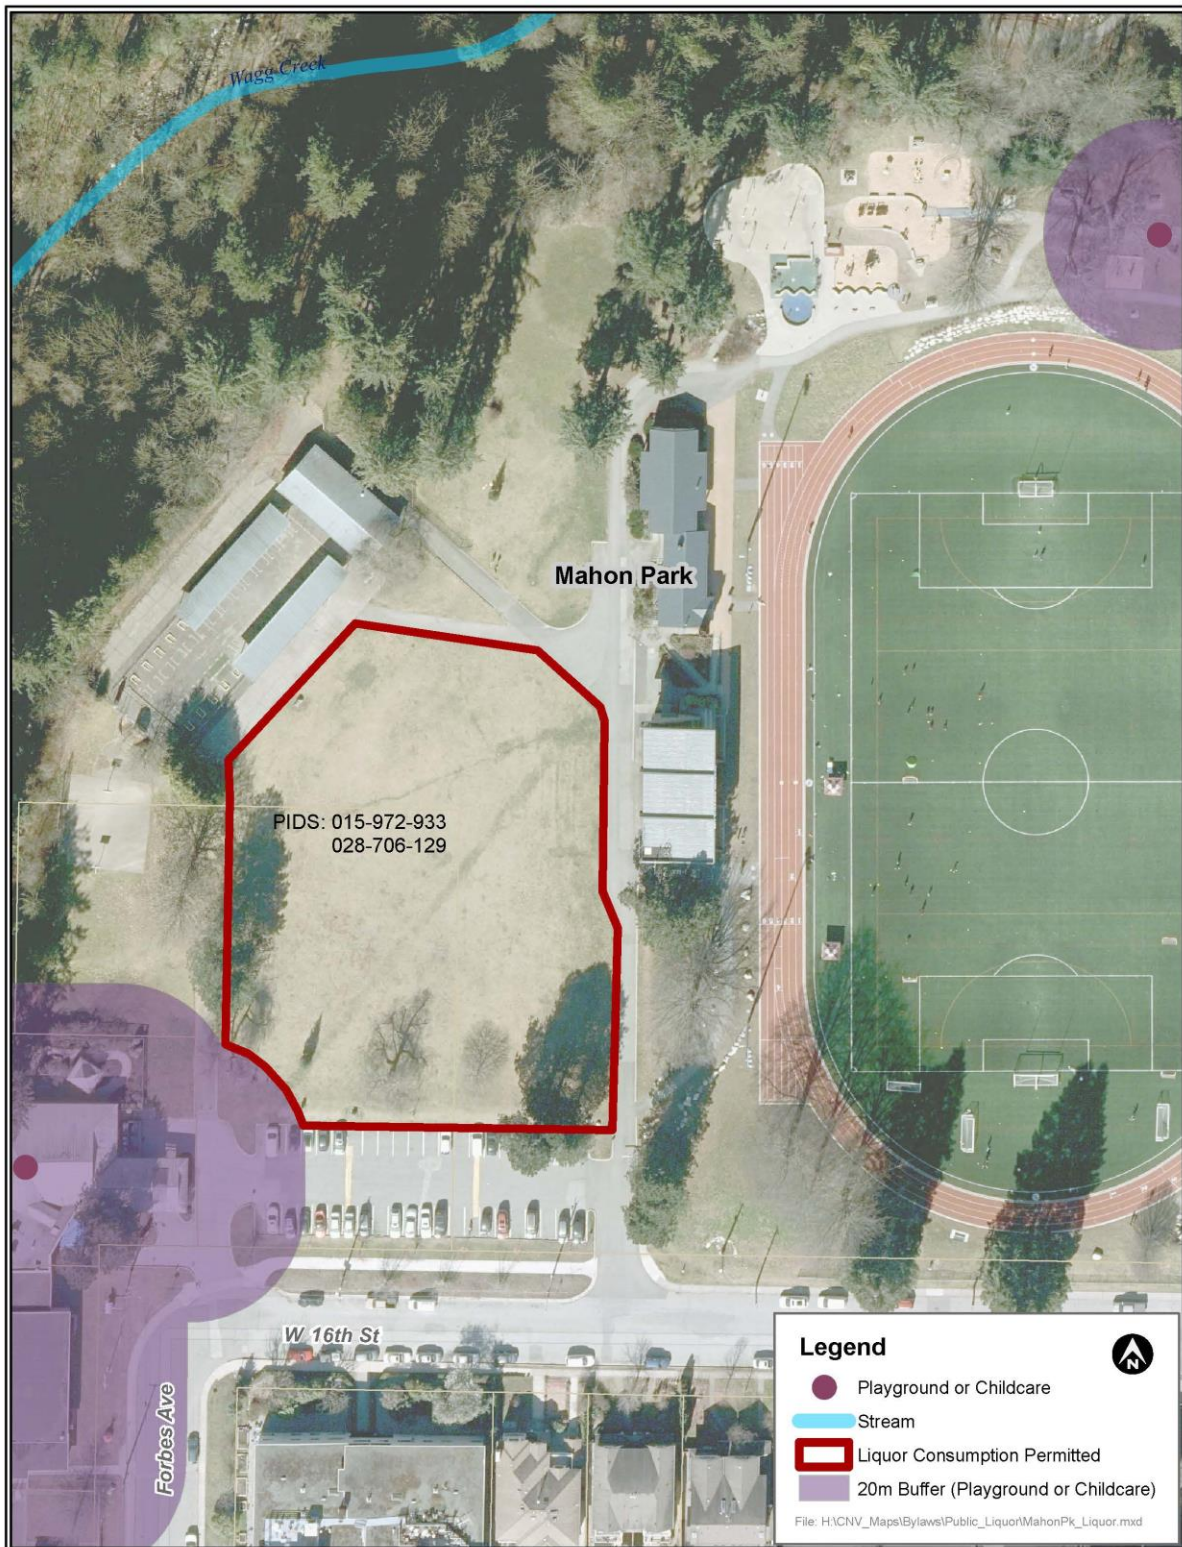 Wagg Creek
Mahon Park
PIDS: 015-972-933
028-706-129
W 16th St
Forbes Ave
Legend
N
Playground or Childcare
Stream
Liquor Consumption Permitted
20m Buffer (Playground or Childcare)
File: H:\CNV_Maps\Bylaws\Public_Liquor\MahonPk_Liquor.mxd